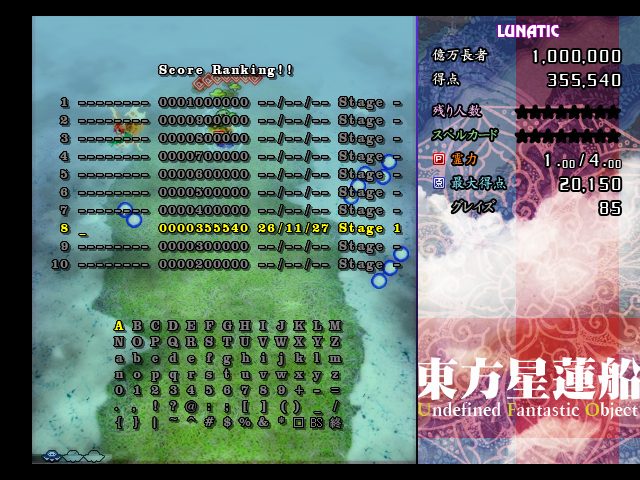 Score Ranking!!
1 -------- 0001000000 --/--/-- Stage -
2 -------- 0000900000 --/--/-- Stage -
3 -------- 0000800000 --/--/-- Stage -
4 -------- 0000700000 --/--/-- Stage -
5 -------- 0000600000 --/--/-- Stage -
6 -------- 0000500000 --/--/-- Stage -
7 -------- 0000400000 --/--/-- Stage -
8 _ 0000355540 26/11/27 Stage 1
9 -------- 0000300000 --/--/-- Stage -
10 -------- 0000200000 --/--/-- Stage -
A B C D E F G H I J K L M
N O P Q R S T U V W X Y Z
a b c d e f g h i j k l m
n o p q r s t u v w x y z
0 1 2 3 4 5 6 7 8 9 + - =
. , ! ? @ : ; [ ] ( ) _ /
{ } | ~ ^ # $ % & * □ BS 終
LUNATIC
億万長者 1,000,000
得点 355,540
残り人数 ★★★★★★★★
スペルカード ★★★★★★★★
P 霊力 1.00/4.00
点 最大得点 20,150
グレイズ 85
東方星蓮船
Undefined Fantastic Object